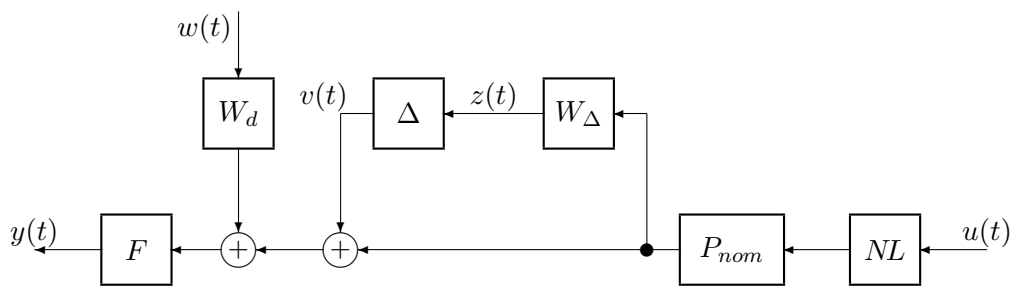 w(t)
W_d
v(t)
Δ
z(t)
W_Δ
y(t)
F
+
+
P_nom
NL
u(t)